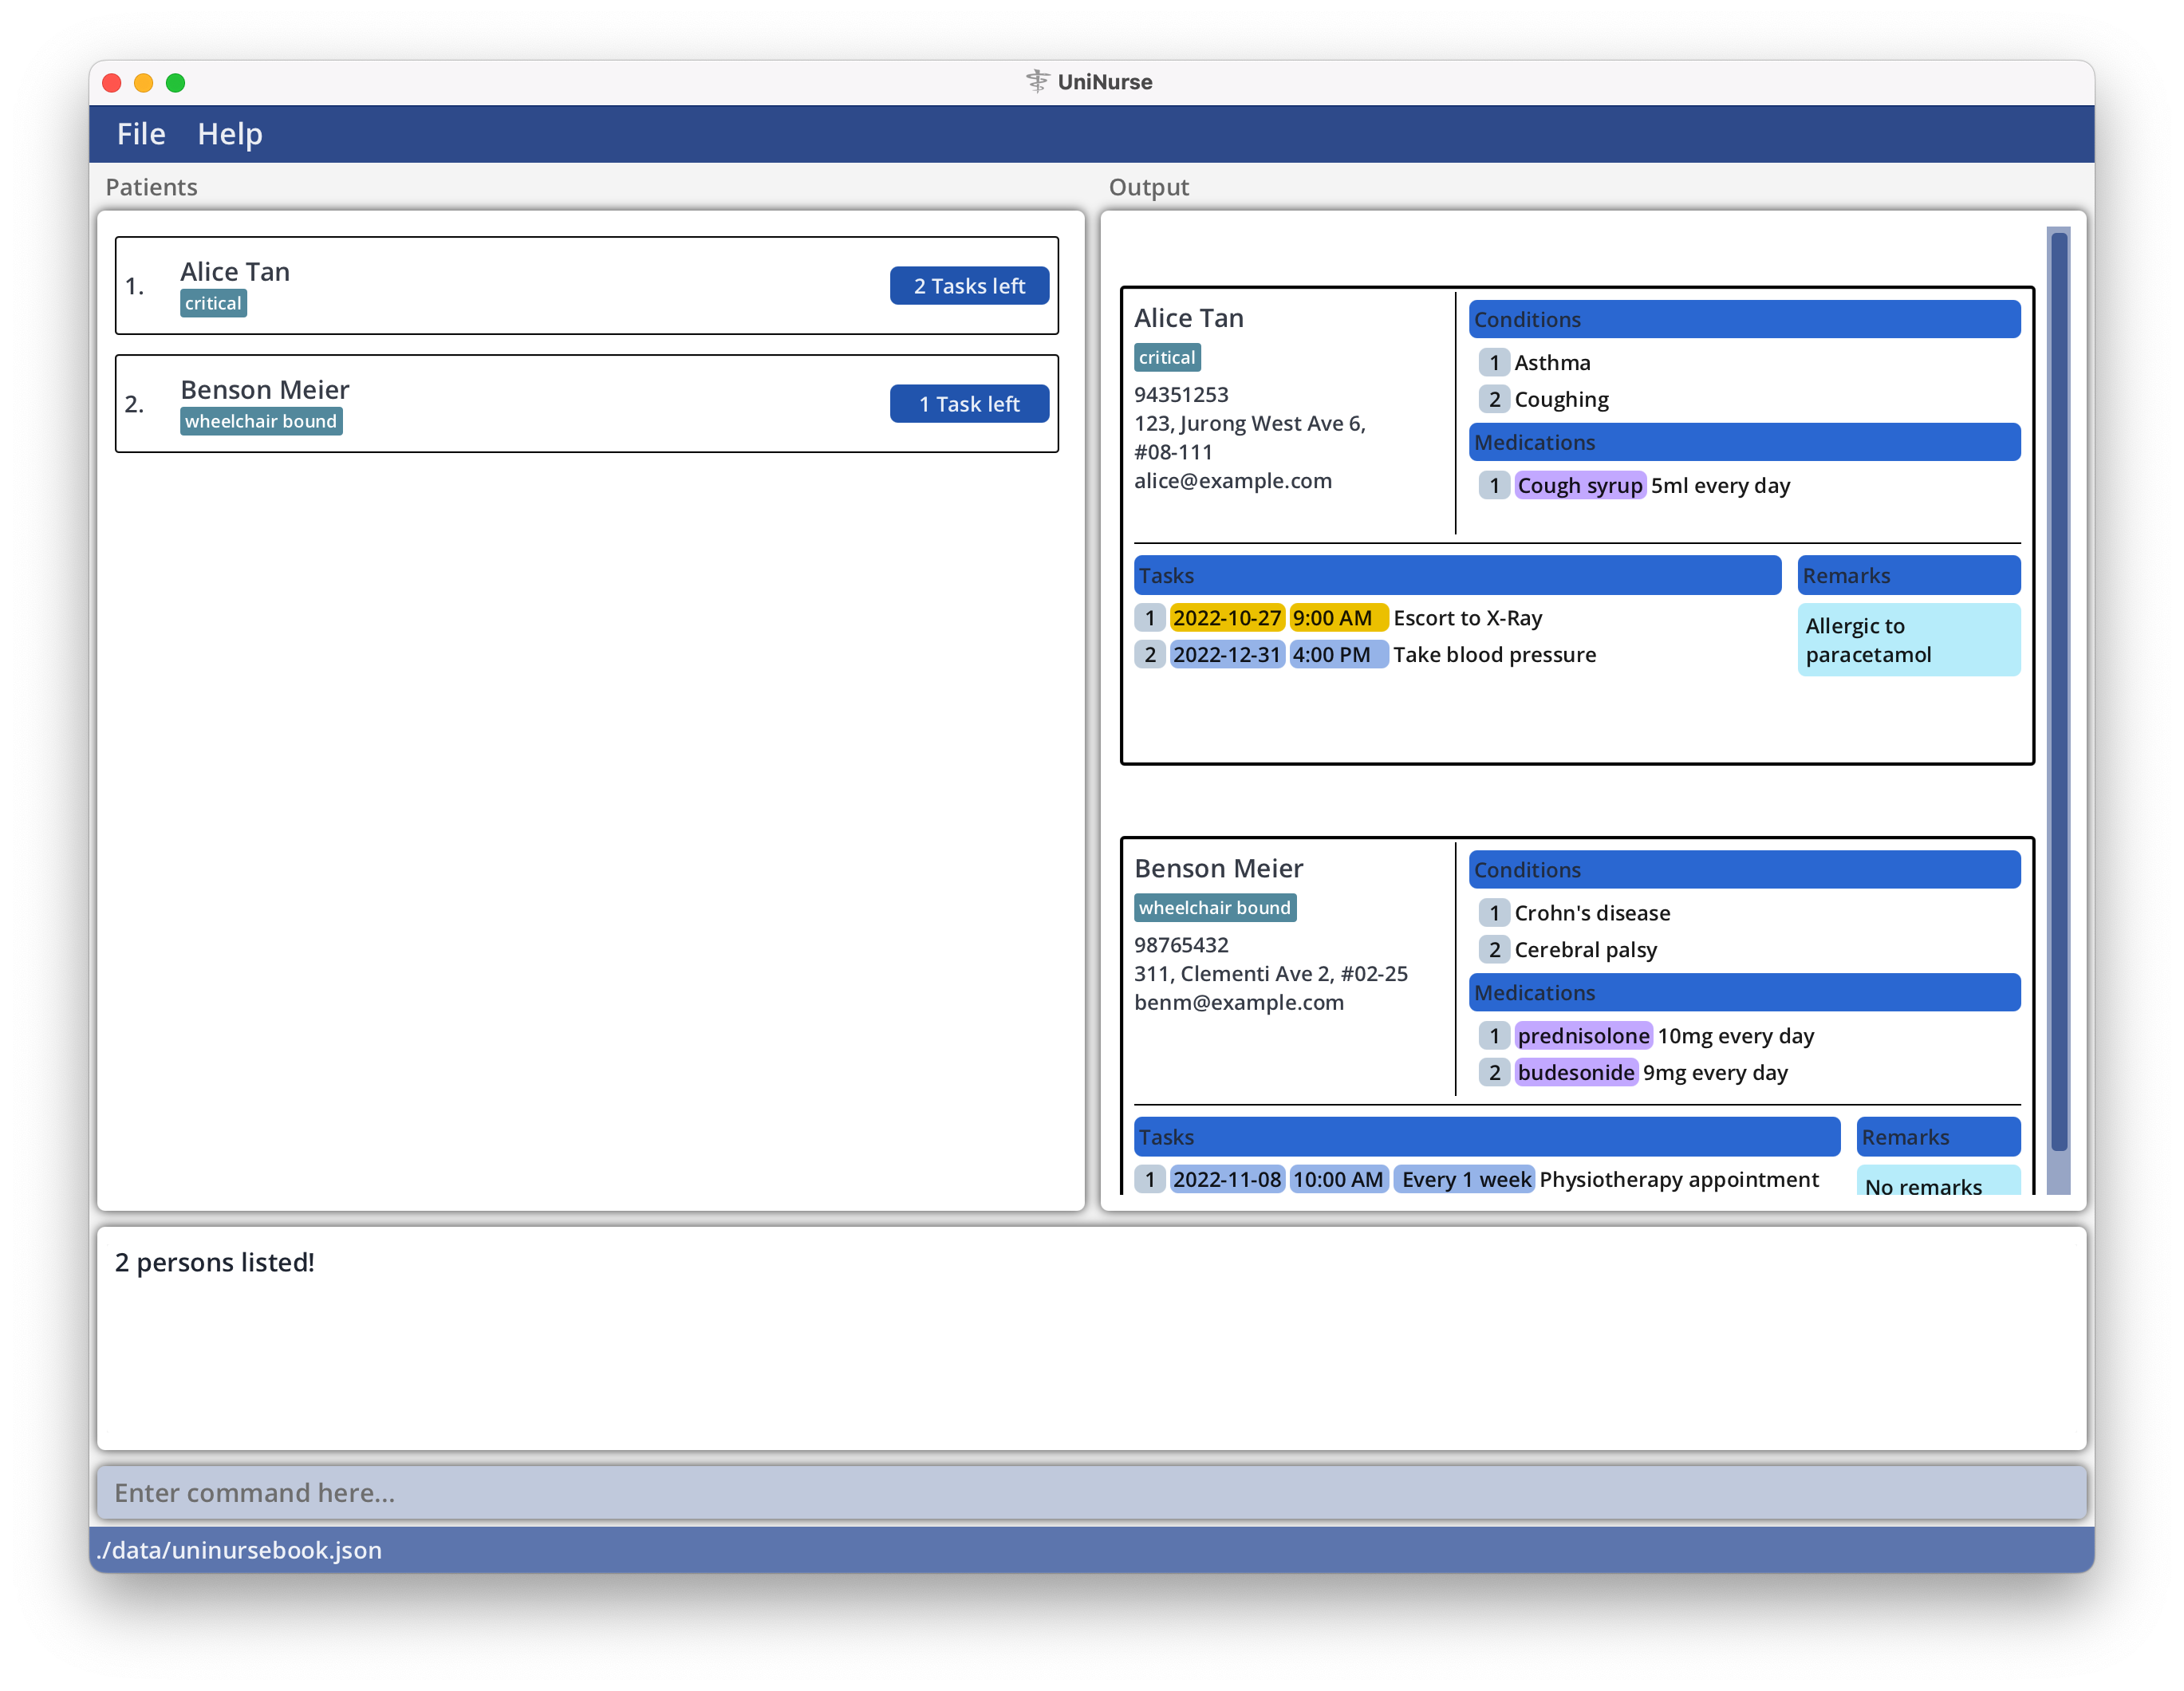 UniNurse
File Help
Patients
1. Alice Tan
critical
2 Tasks left
2. Benson Meier
wheelchair bound
1 Task left
Output
Alice Tan
critical
94351253
123, Jurong West Ave 6,
#08-111
alice@example.com
Conditions
1 Asthma
2 Coughing
Medications
1 Cough syrup 5ml every day
Tasks
1 2022-10-27 9:00 AM Escort to X-Ray
2 2022-12-31 4:00 PM Take blood pressure
Remarks
Allergic to
paracetamol
Benson Meier
wheelchair bound
98765432
311, Clementi Ave 2, #02-25
benm@example.com
Conditions
1 Crohn's disease
2 Cerebral palsy
Medications
1 prednisolone 10mg every day
2 budesonide 9mg every day
Tasks
1 2022-11-08 10:00 AM Every 1 week Physiotherapy appointment
Remarks
No remarks
2 persons listed!
Enter command here...
./data/uninursebook.json